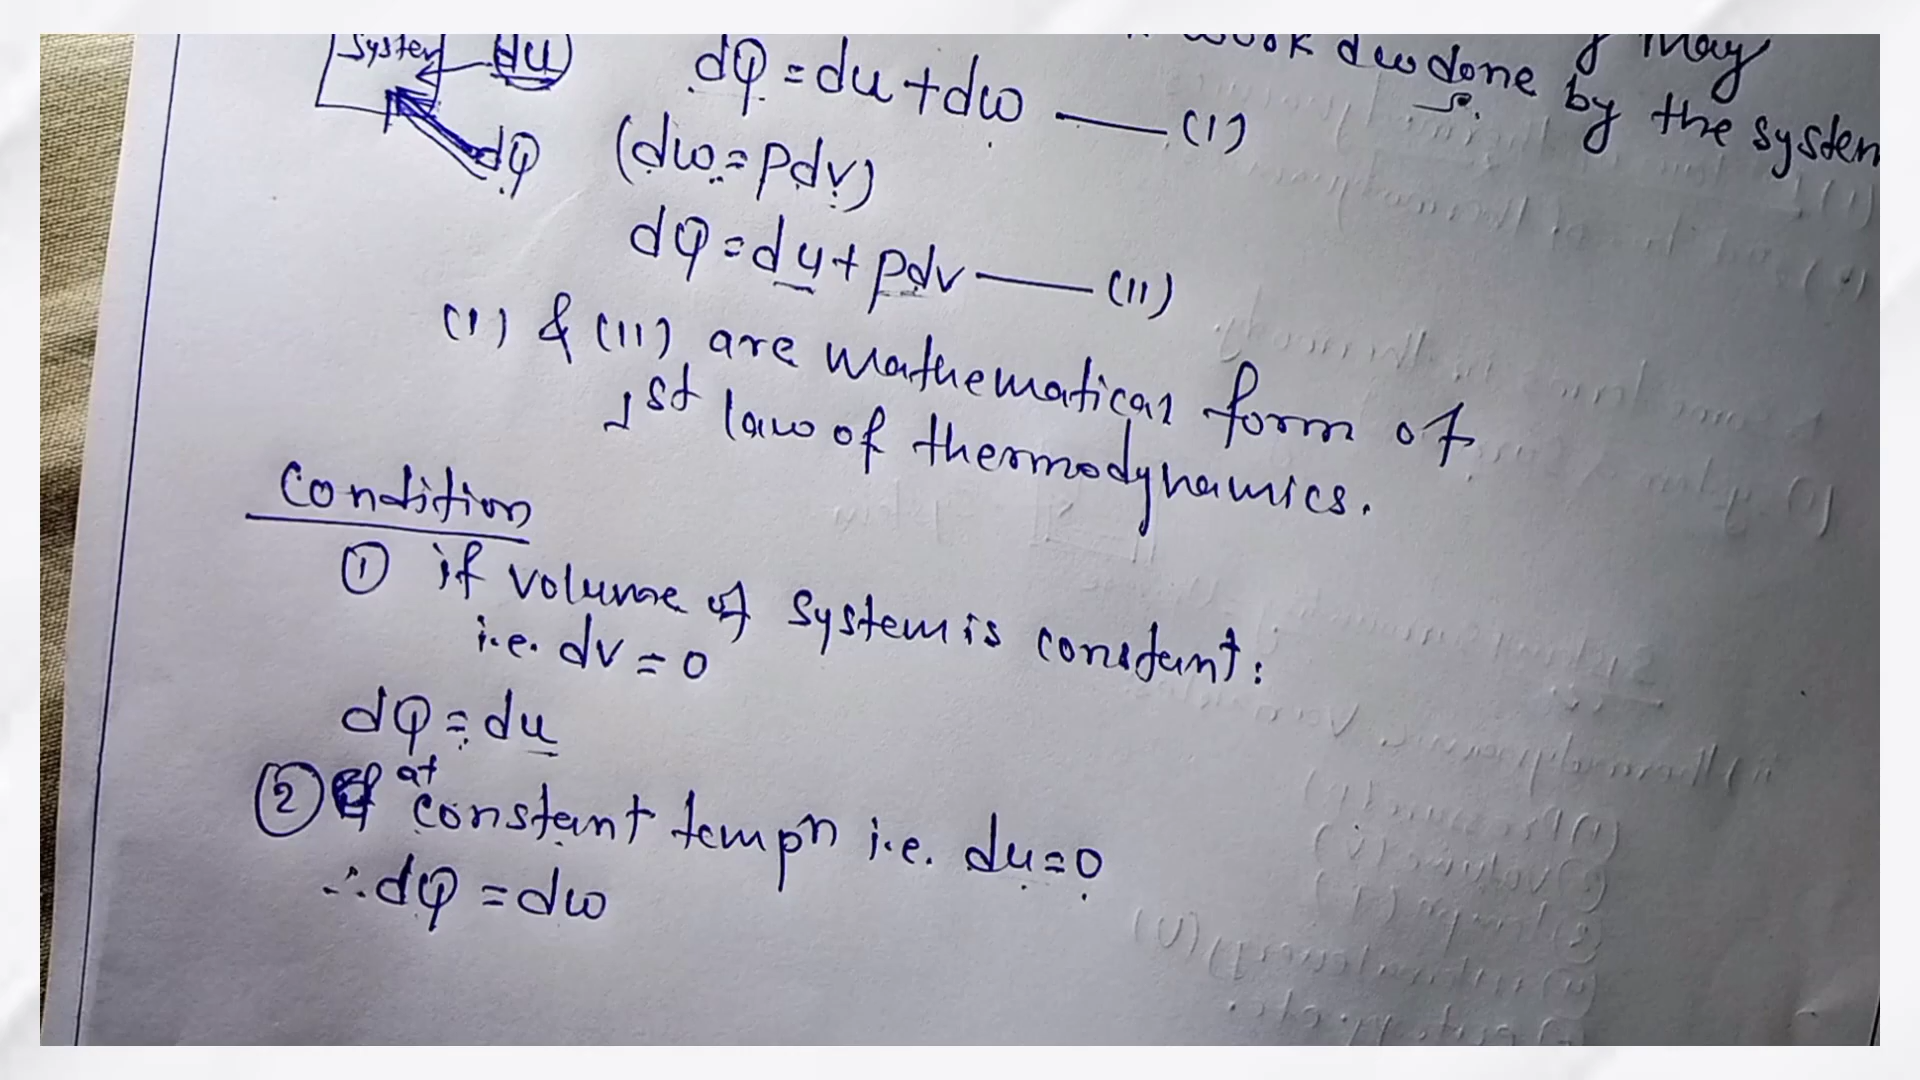 May
work dw done by the system
System du
dQ = du + dw —— (I)
dQ (dw = pdv)
dQ = du + pdv —— (II)
(I) & (II) are mathematical form of
1st law of thermodynamics.
Condition
① if volume of system is constant:
i.e. dv = 0
dQ = du
② at constant tempn i.e. du = 0
∴ dQ = dw